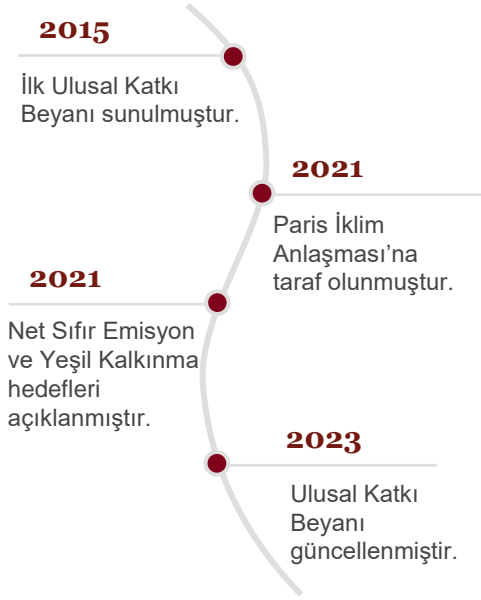 2015
İlk Ulusal Katkı
Beyanı sunulmuştur.
2021
Paris İklim
Anlaşması’na
taraf olunmuştur.
2021
Net Sıfır Emisyon
ve Yeşil Kalkınma
hedefleri
açıklanmıştır.
2023
Ulusal Katkı
Beyanı
güncellenmiştir.